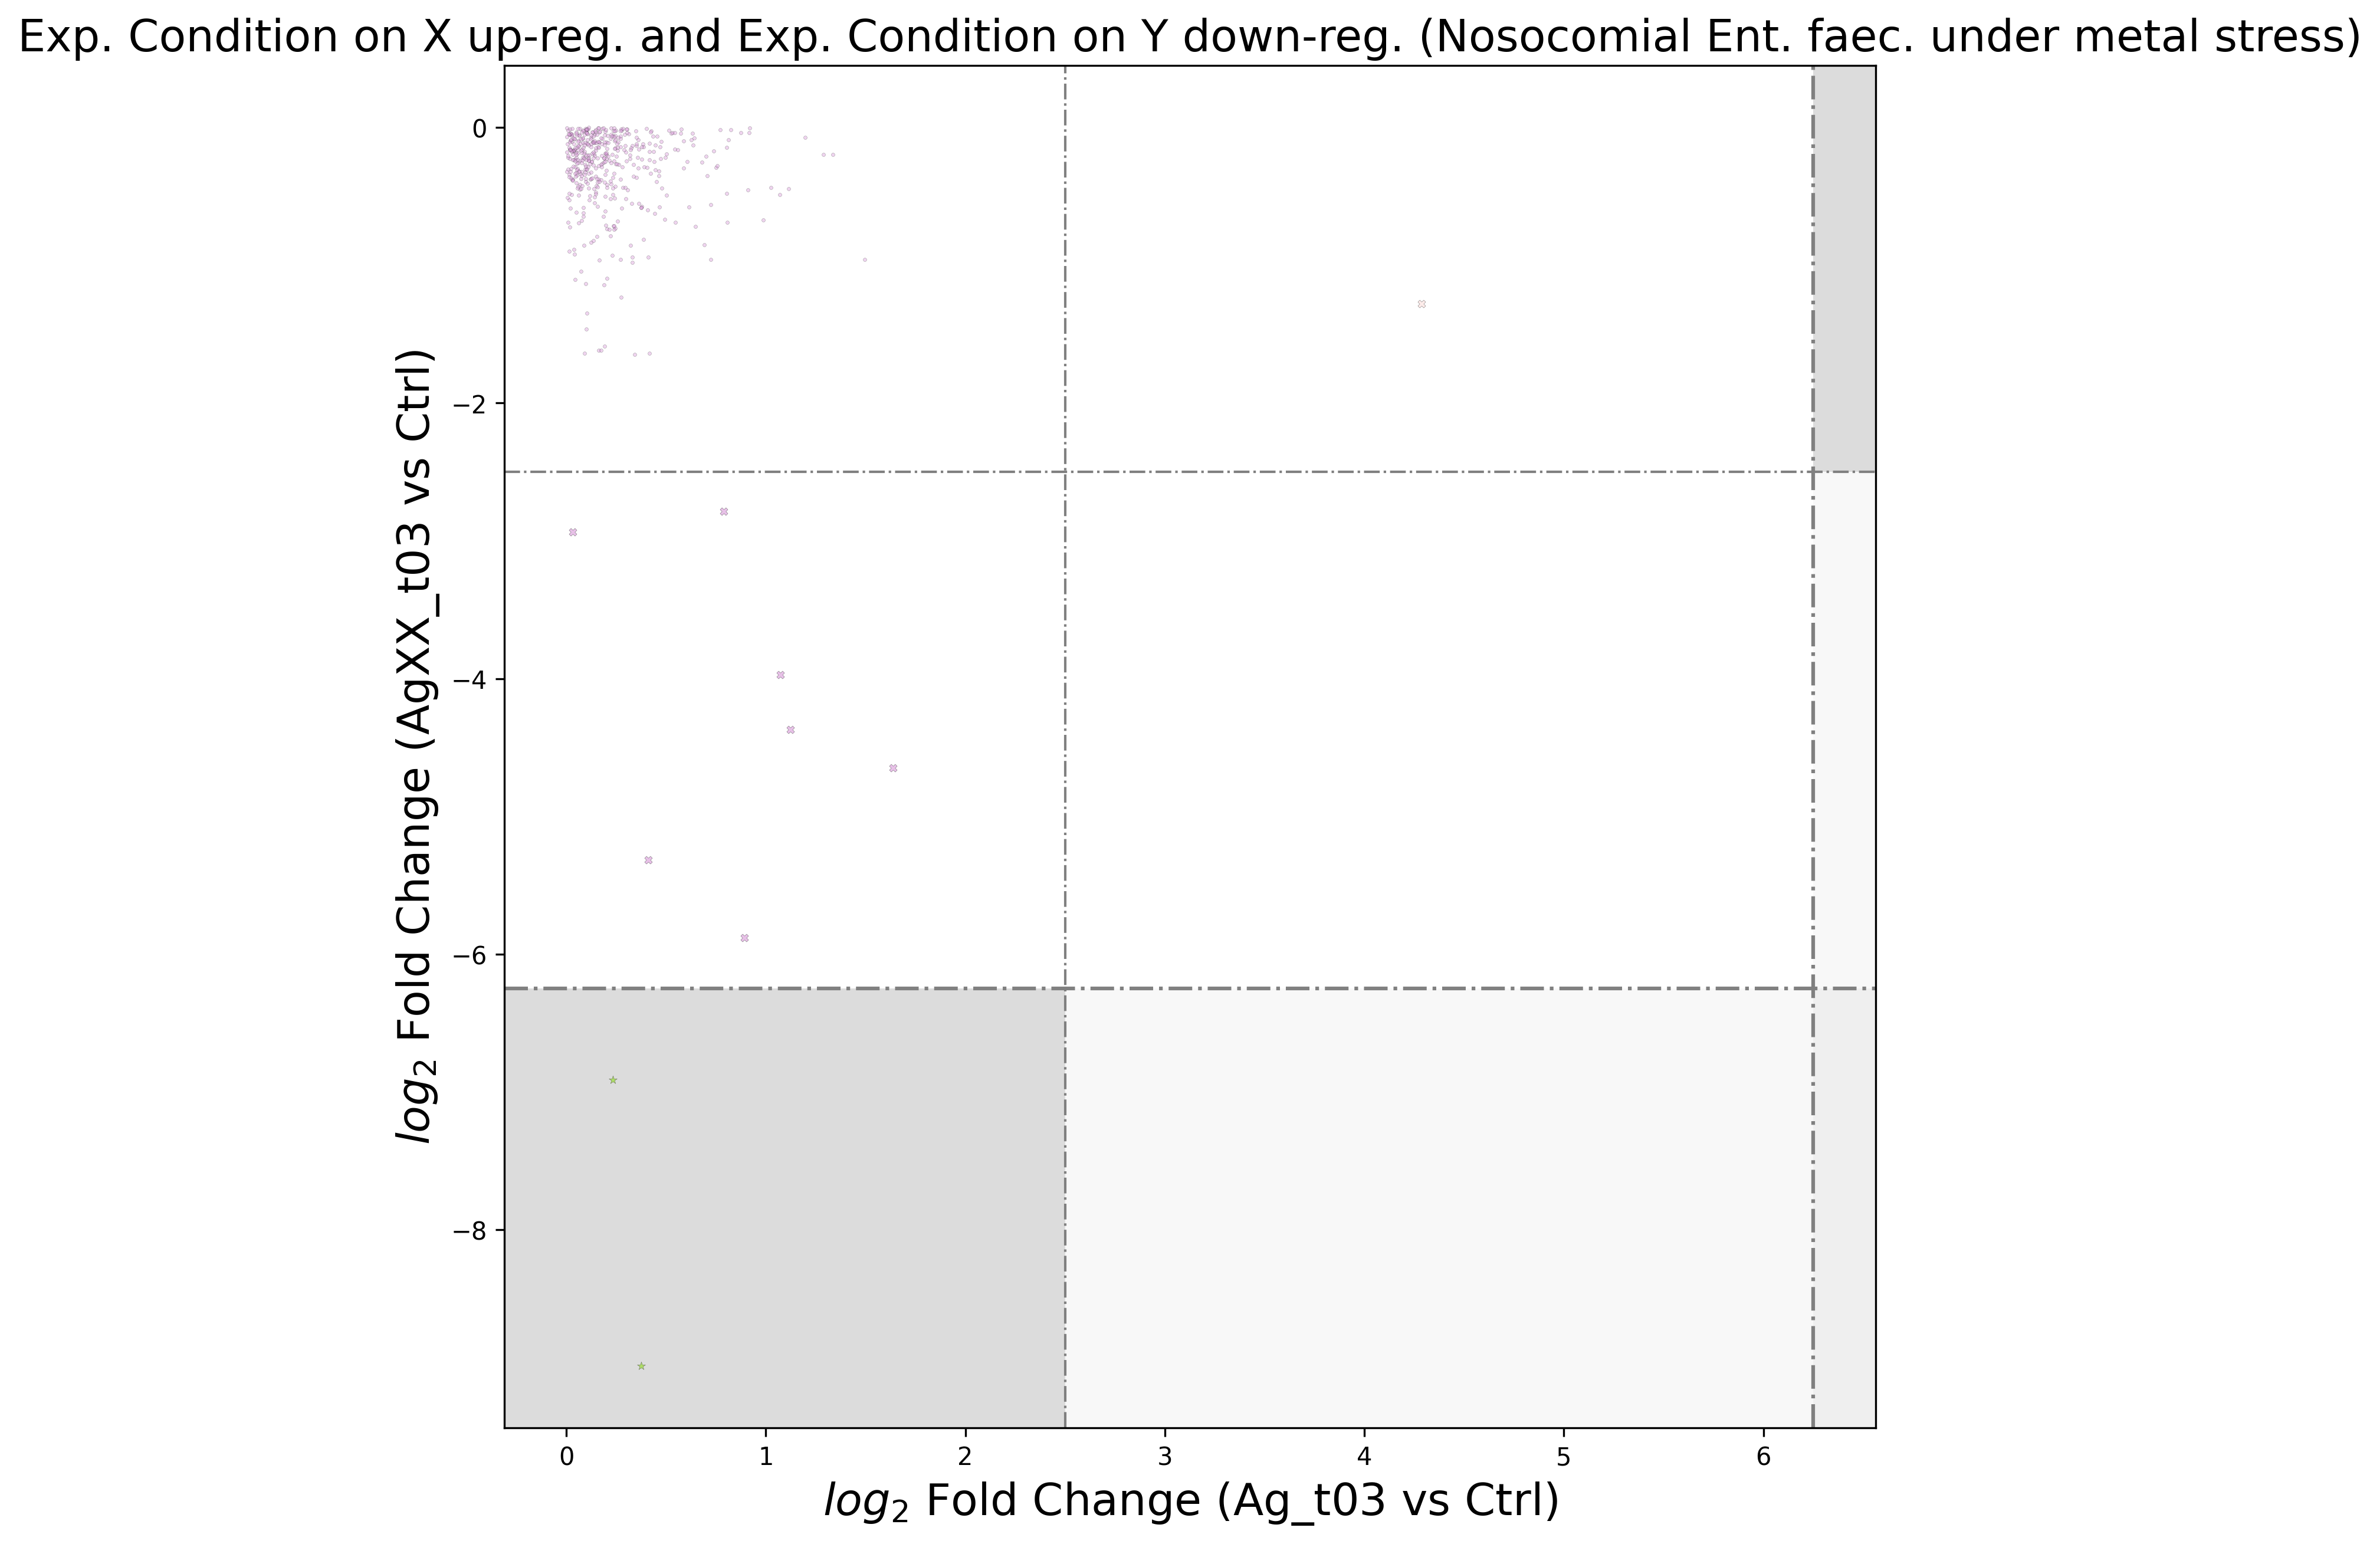 Exp. Condition on X up-reg. and Exp. Condition on Y down-reg. (Nosocomial Ent. faec. under metal stress)
log₂ Fold Change (AgXX_t03 vs Ctrl)
0
−2
−4
−6
−8
0 1 2 3 4 5 6
log₂ Fold Change (Ag_t03 vs Ctrl)